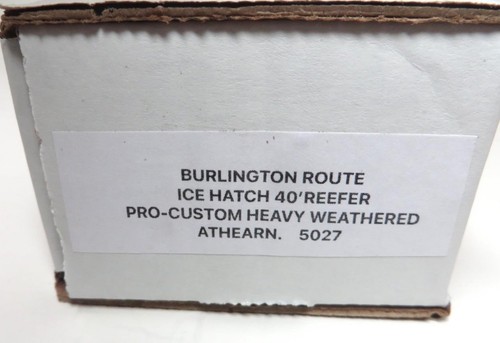 BURLINGTON ROUTE
ICE HATCH 40'REEFER
PRO-CUSTOM HEAVY WEATHERED
ATHEARN.  5027